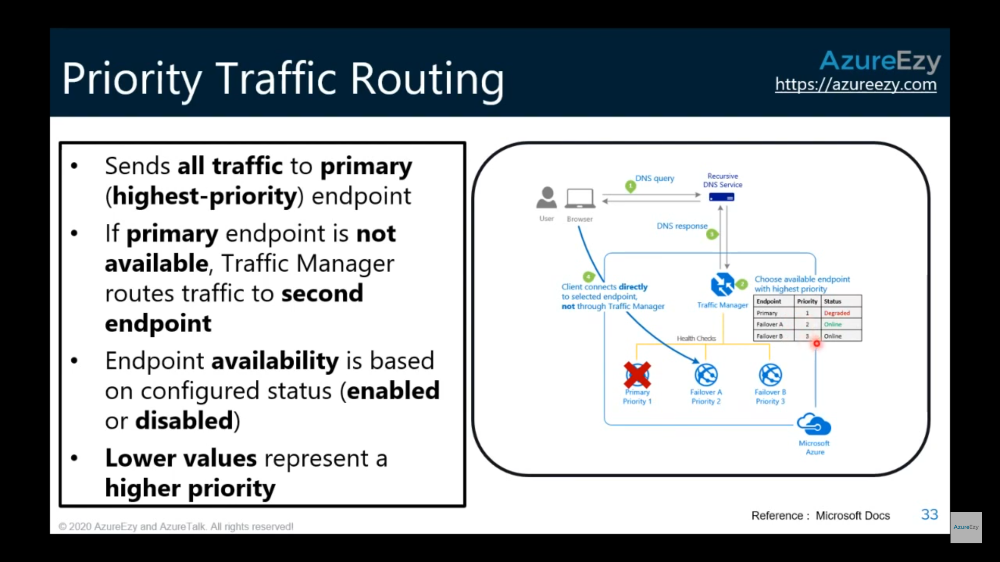 Priority Traffic Routing
AzureEzy
https://azureezy.com
• Sends all traffic to primary
(highest-priority) endpoint
• If primary endpoint is not
available, Traffic Manager
routes traffic to second
endpoint
• Endpoint availability is based
on configured status (enabled
or disabled)
• Lower values represent a
higher priority
1
DNS query
Recursive
DNS Service
User
Browser
DNS response
3
4
Client connects directly
to selected endpoint,
not through Traffic Manager
2
Traffic Manager
Choose available endpoint
with highest priority
Endpoint Priority Status
Primary 1 Degraded
Failover A 2 Online
Failover B 3 Online
Health Checks
Primary
Priority 1
Failover A
Priority 2
Failover B
Priority 3
Microsoft
Azure
Reference : Microsoft Docs
33
© 2020 AzureEzy and AzureTalk. All rights reserved!
AzureEzy